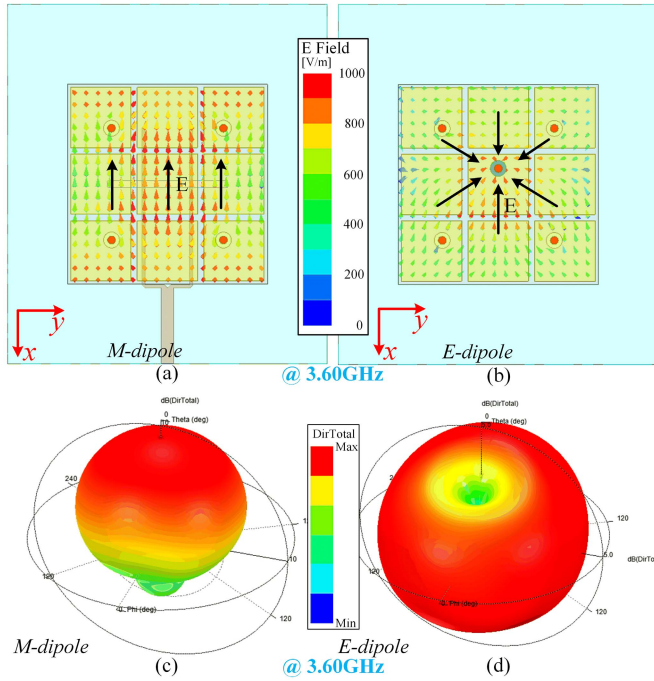 E Field
[V/m]
1000
800
600
400
200
0
E
E
y
x
y
x
M-dipole
E-dipole
(a)
@ 3.60GHz
(b)
dB(DirTotal)
0
Theta (deg)
240
120
120
0. Phi (deg)
DirTotal
Max
Min
dB(DirTotal)
0
Theta (deg)
120
5.0
120
120
0. Phi (deg)
M-dipole
E-dipole
(c)
@ 3.60GHz
(d)